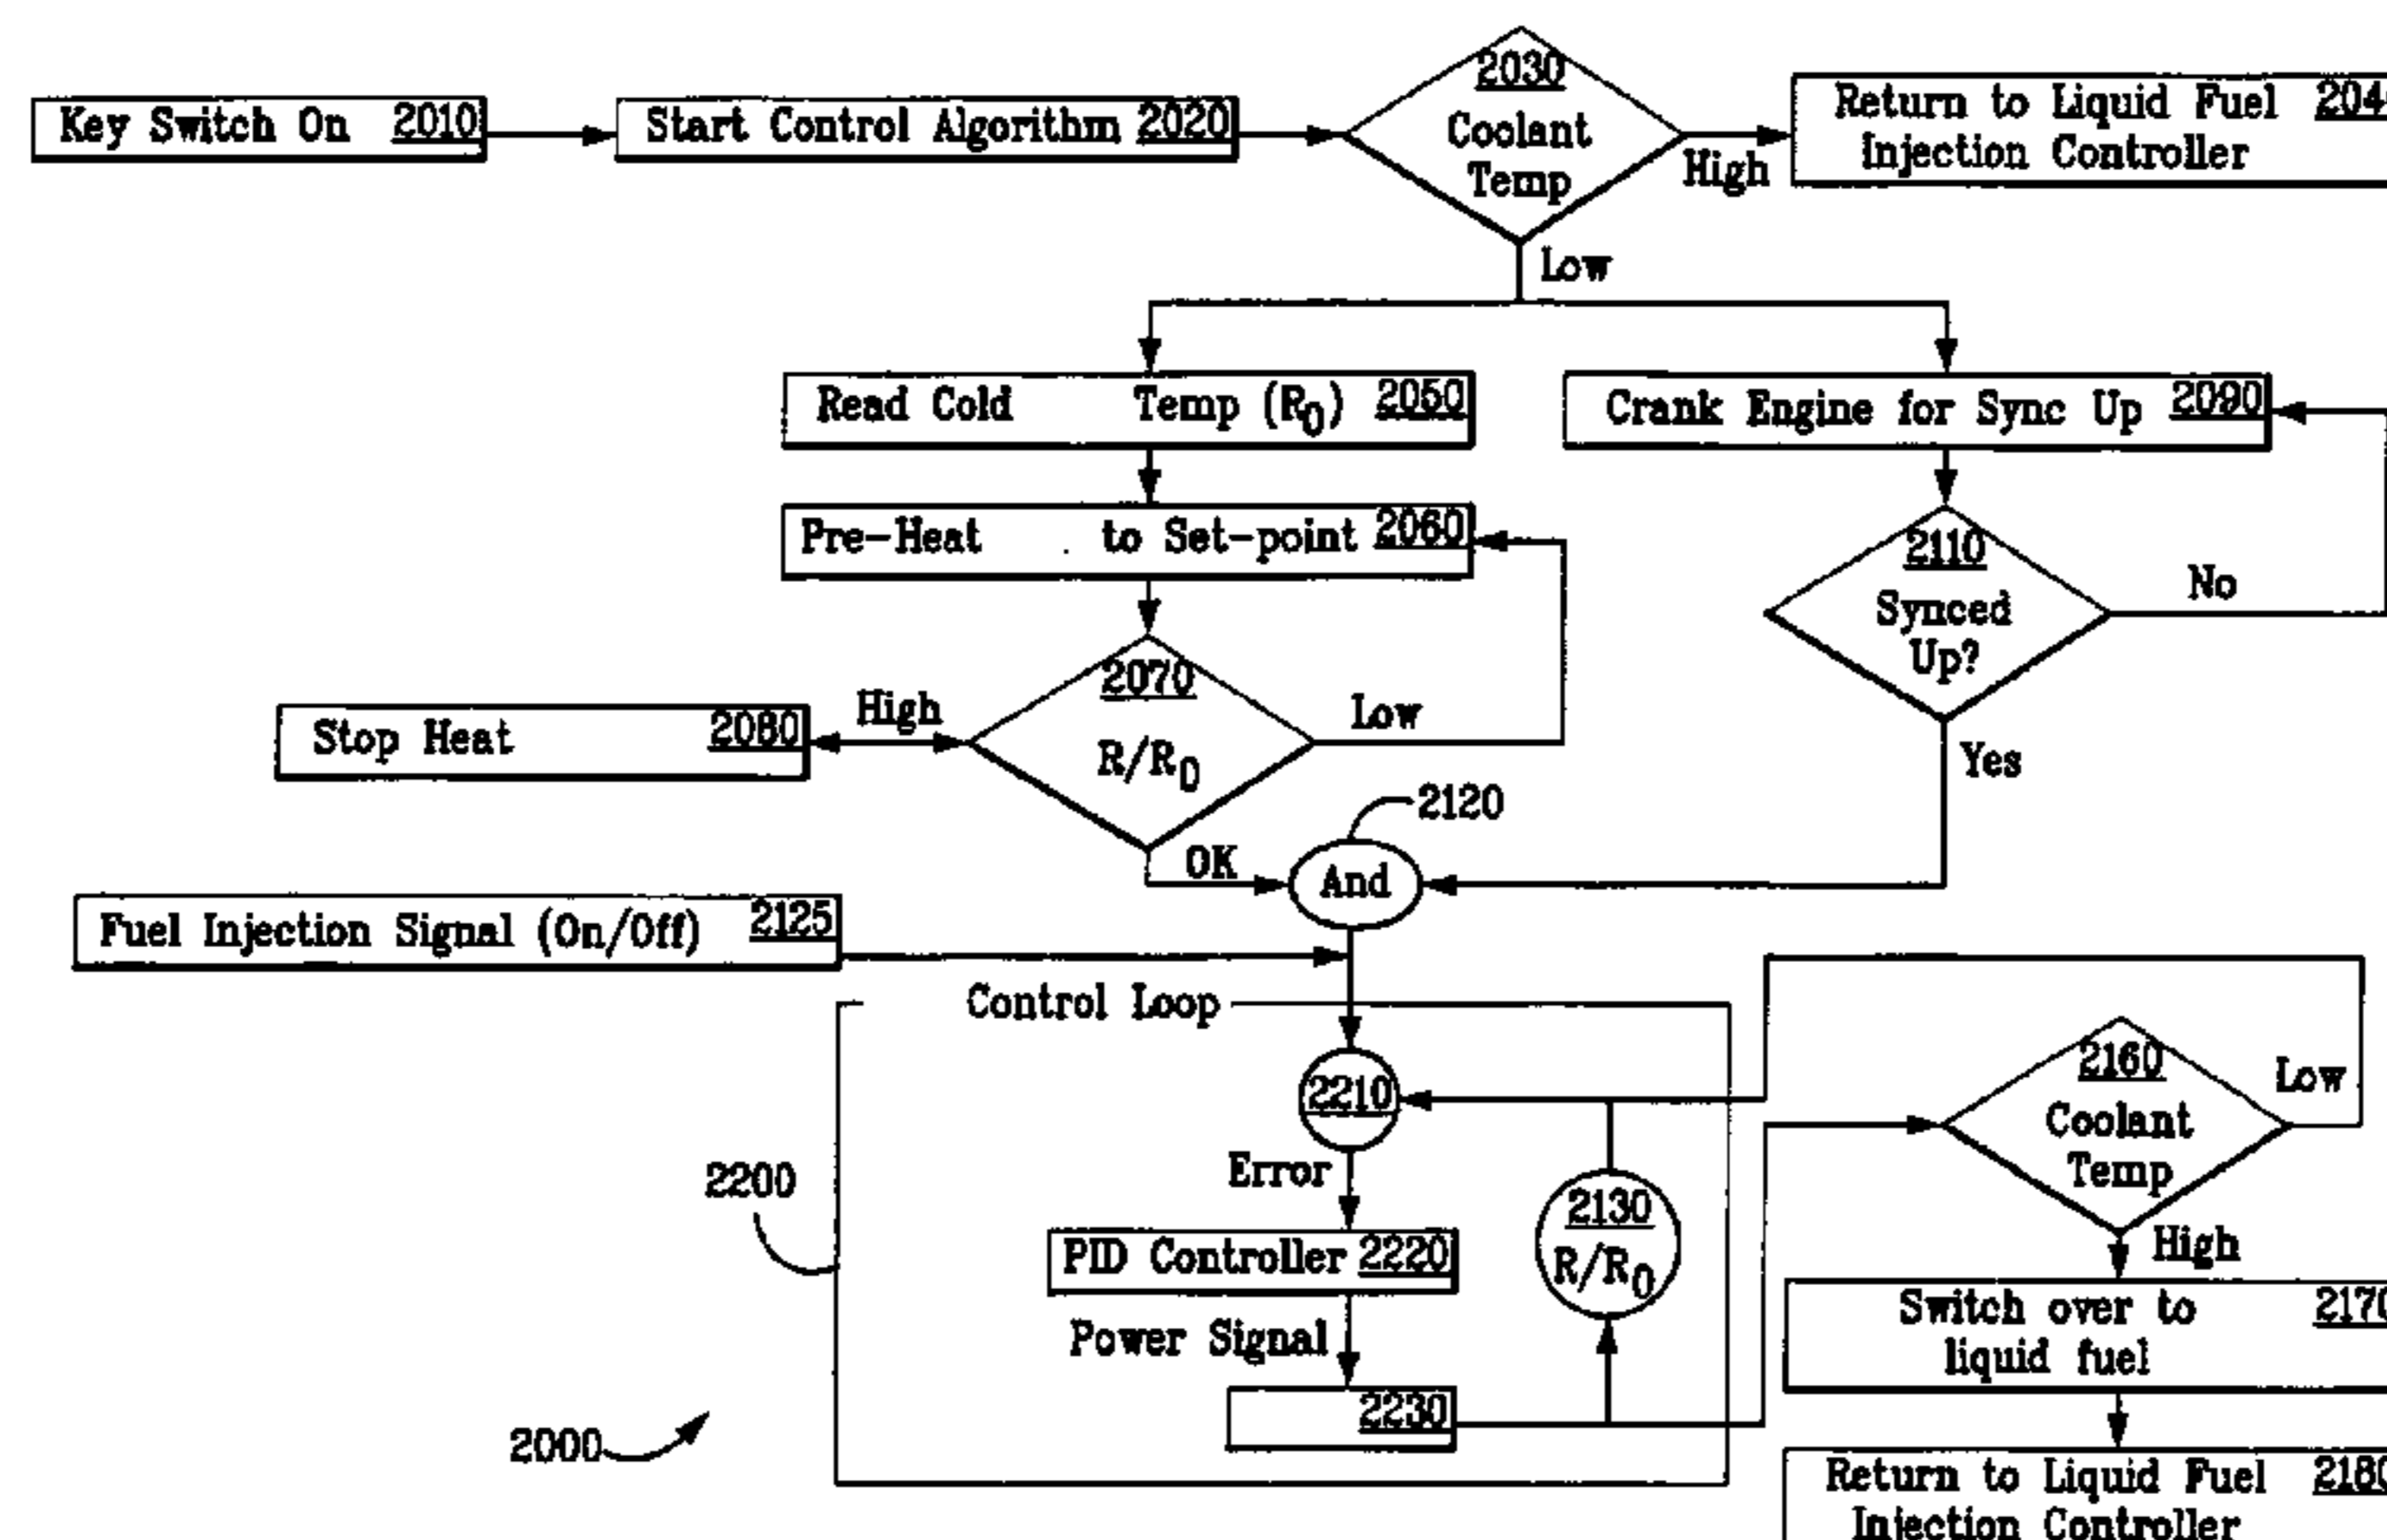 Key Switch On 2010
Start Control Algorithm 2020
2030
Coolant
Temp
High
Return to Liquid Fuel
Injection Controller
Low
Read Cold Temp (R0) 2050
Crank Engine for Sync Up 2090
Pre-Heat to Set-point 2060
2110
Synced
Up?
No
Yes
2070
R/R0
High
Low
OK
Stop Heat 2080
2120
And
Fuel Injection Signal (On/Off) 2125
Control Loop
2210
Error
2200
PID Controller 2220
2130
R/R0
Power Signal
2230
2000
2160
Coolant
Temp
Low
High
Switch over to 2170
liquid fuel
Return to Liquid Fuel 2180
Injection Controller